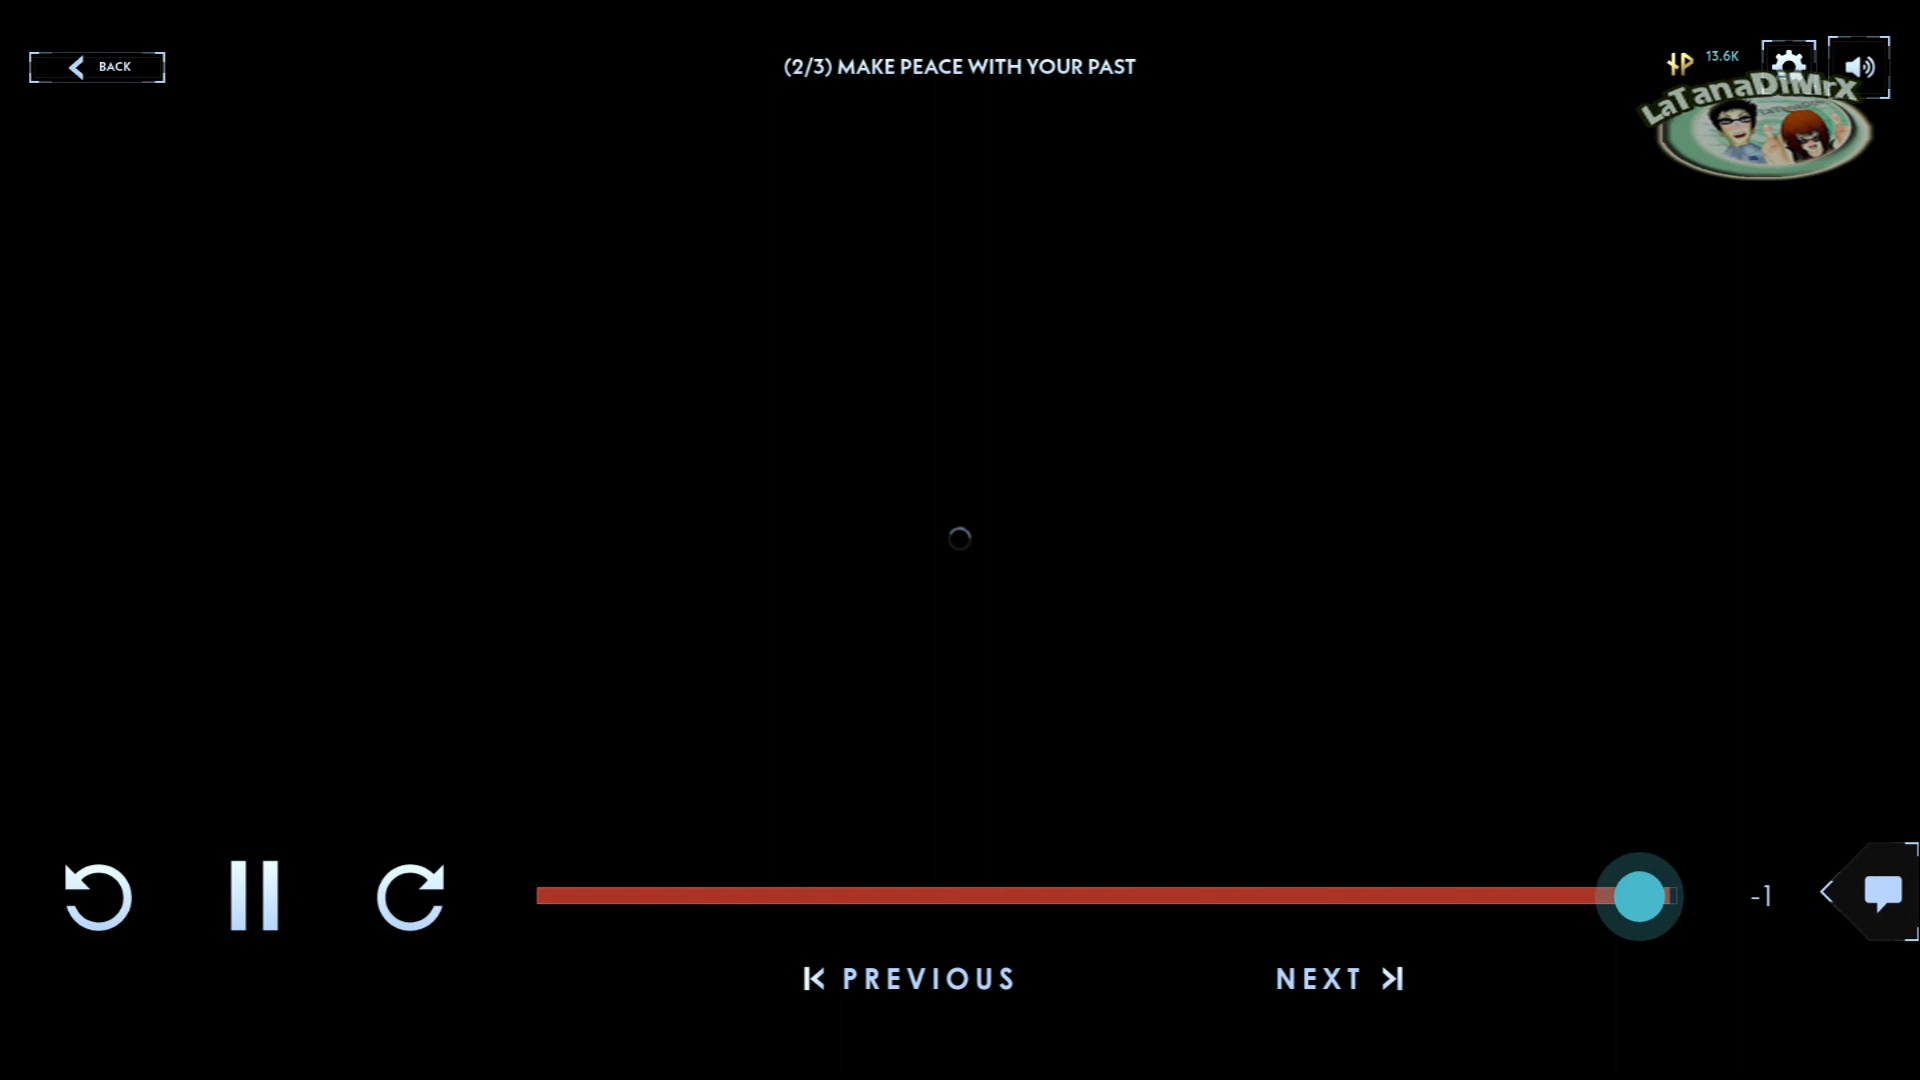 BACK
(2/3) MAKE PEACE WITH YOUR PAST
13.6K
LaTanaDiMrX
-1
PREVIOUS
NEXT